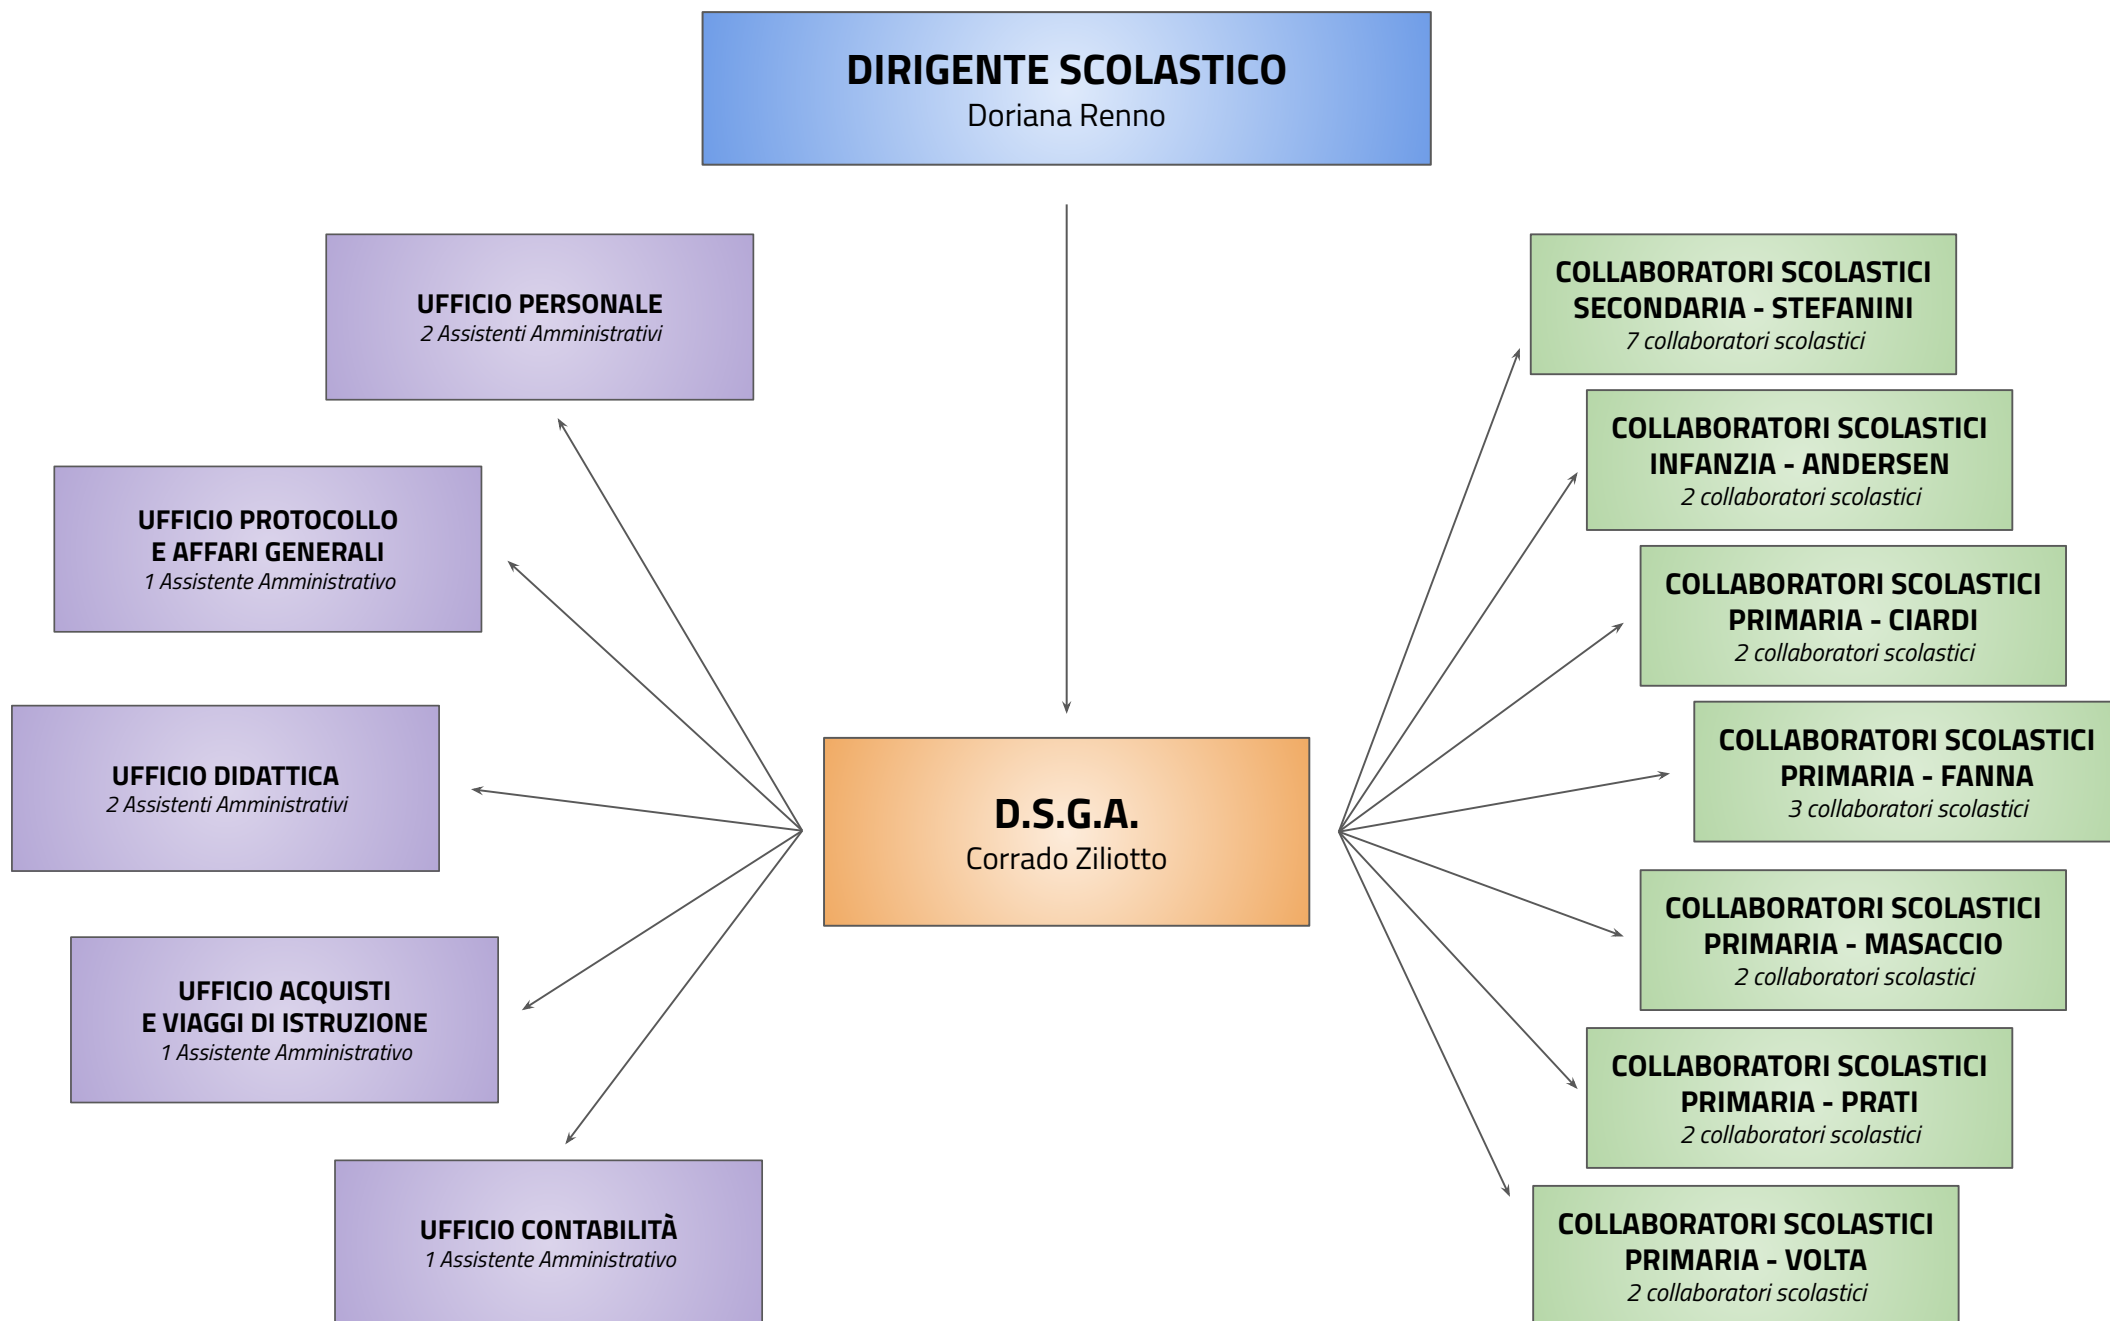 DIRIGENTE SCOLASTICO
Doriana Renno
UFFICIO PERSONALE
2 Assistenti Amministrativi
UFFICIO PROTOCOLLO
E AFFARI GENERALI
1 Assistente Amministrativo
UFFICIO DIDATTICA
2 Assistenti Amministrativi
UFFICIO ACQUISTI
E VIAGGI DI ISTRUZIONE
1 Assistente Amministrativo
UFFICIO CONTABILITÀ
1 Assistente Amministrativo
D.S.G.A.
Corrado Ziliotto
COLLABORATORI SCOLASTICI
SECONDARIA - STEFANINI
7 collaboratori scolastici
COLLABORATORI SCOLASTICI
INFANZIA - ANDERSEN
2 collaboratori scolastici
COLLABORATORI SCOLASTICI
PRIMARIA - CIARDI
2 collaboratori scolastici
COLLABORATORI SCOLASTICI
PRIMARIA - FANNA
3 collaboratori scolastici
COLLABORATORI SCOLASTICI
PRIMARIA - MASACCIO
2 collaboratori scolastici
COLLABORATORI SCOLASTICI
PRIMARIA - PRATI
2 collaboratori scolastici
COLLABORATORI SCOLASTICI
PRIMARIA - VOLTA
2 collaboratori scolastici